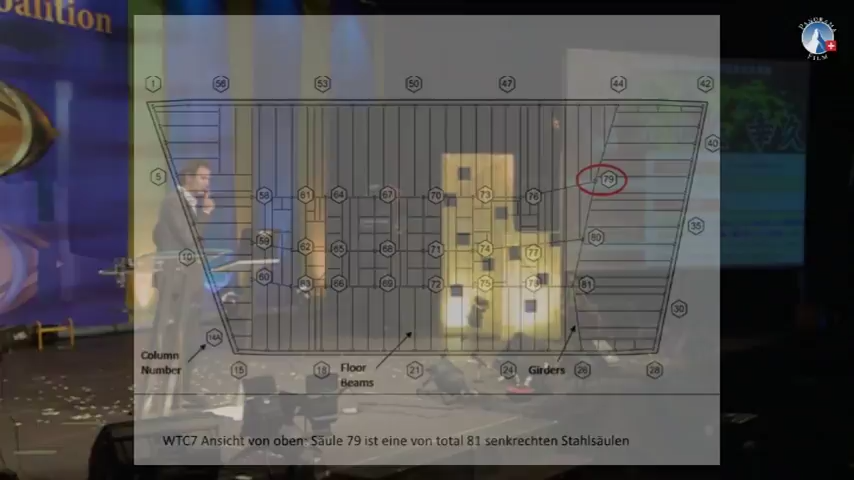 oalition
PANORAMA
FILM
1 56 53 50 47 44 42
40
5 79
58 61 64 67 70 73 76
35
59 62 65 68 71 74 77 80
10
60 63 66 69 72 75 78 81
30
14A
Column
Number
Floor
Beams
Girders
15 18 21 24 26 28
WTC7 Ansicht von oben: Säule 79 ist eine von total 81 senkrechten Stahlsäulen